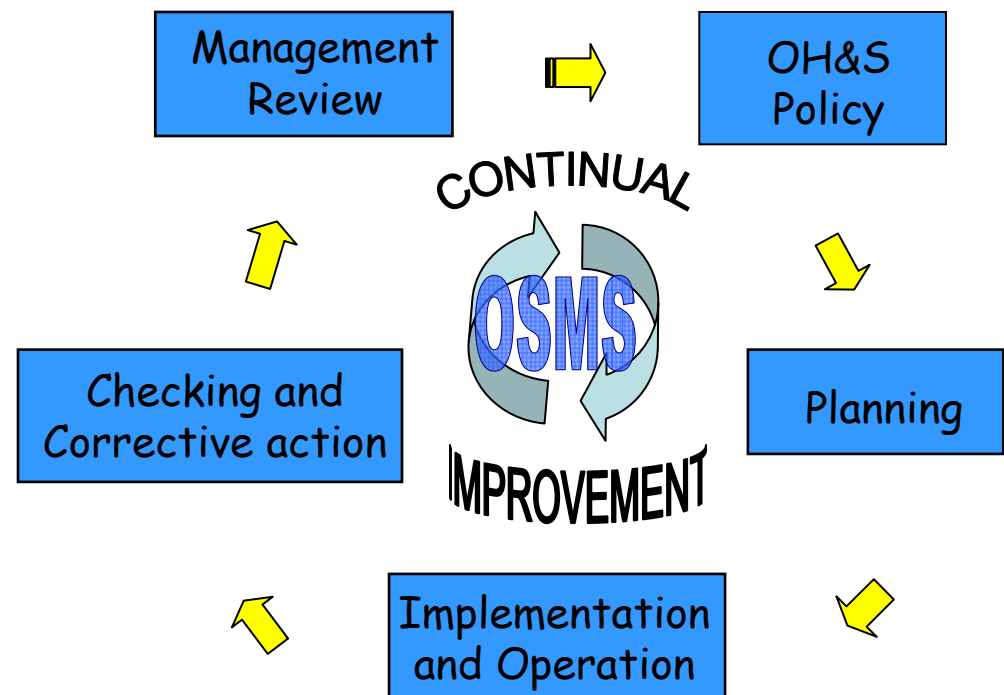 Management
Review
OH&S
Policy
CONTINUAL
OSMS
IMPROVEMENT
Checking and
Corrective action
Planning
Implementation
and Operation